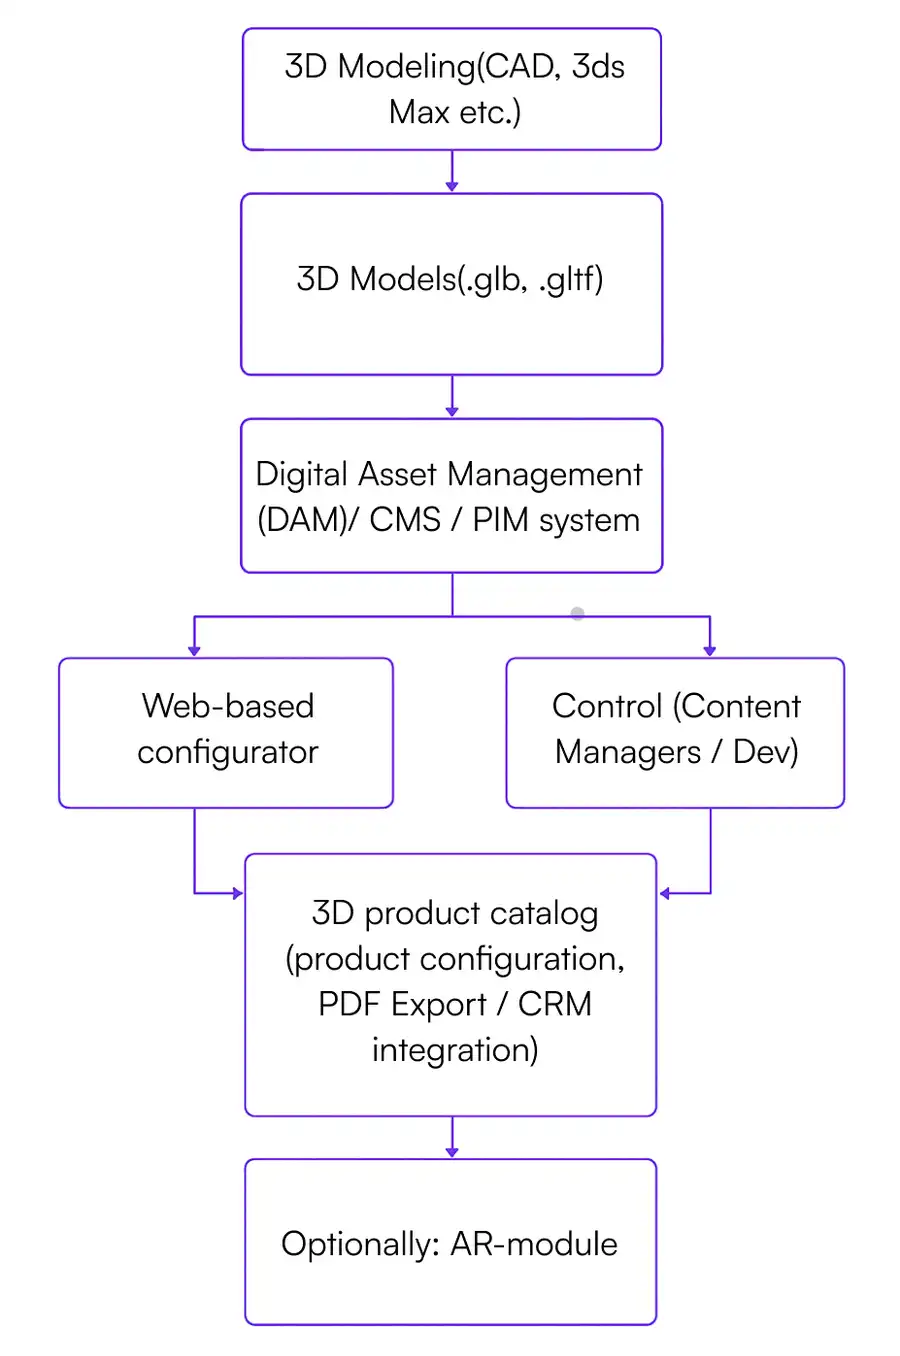 3D Modeling(CAD, 3ds
Max etc.)
3D Models(.glb, .gltf)
Digital Asset Management
(DAM)/ CMS / PIM system
Web-based
configurator
Control (Content
Managers / Dev)
3D product catalog
(product configuration,
PDF Export / CRM
integration)
Optionally: AR-module